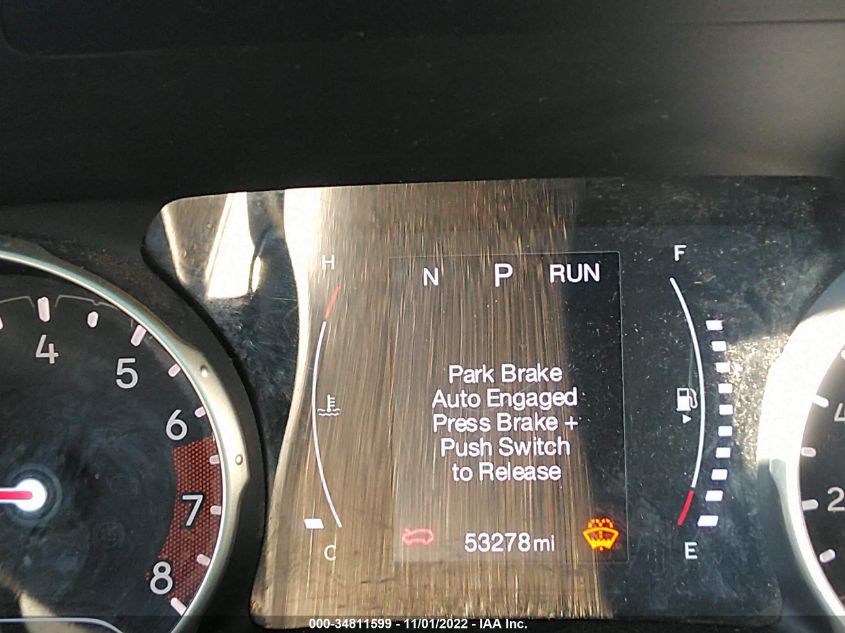 H
N P RUN
F
4
5
6
7
8
Park Brake
Auto Engaged
Press Brake +
Push Switch
to Release
53278mi
C
E
4
2
000-34811599 - 11/01/2022 - IAA Inc.